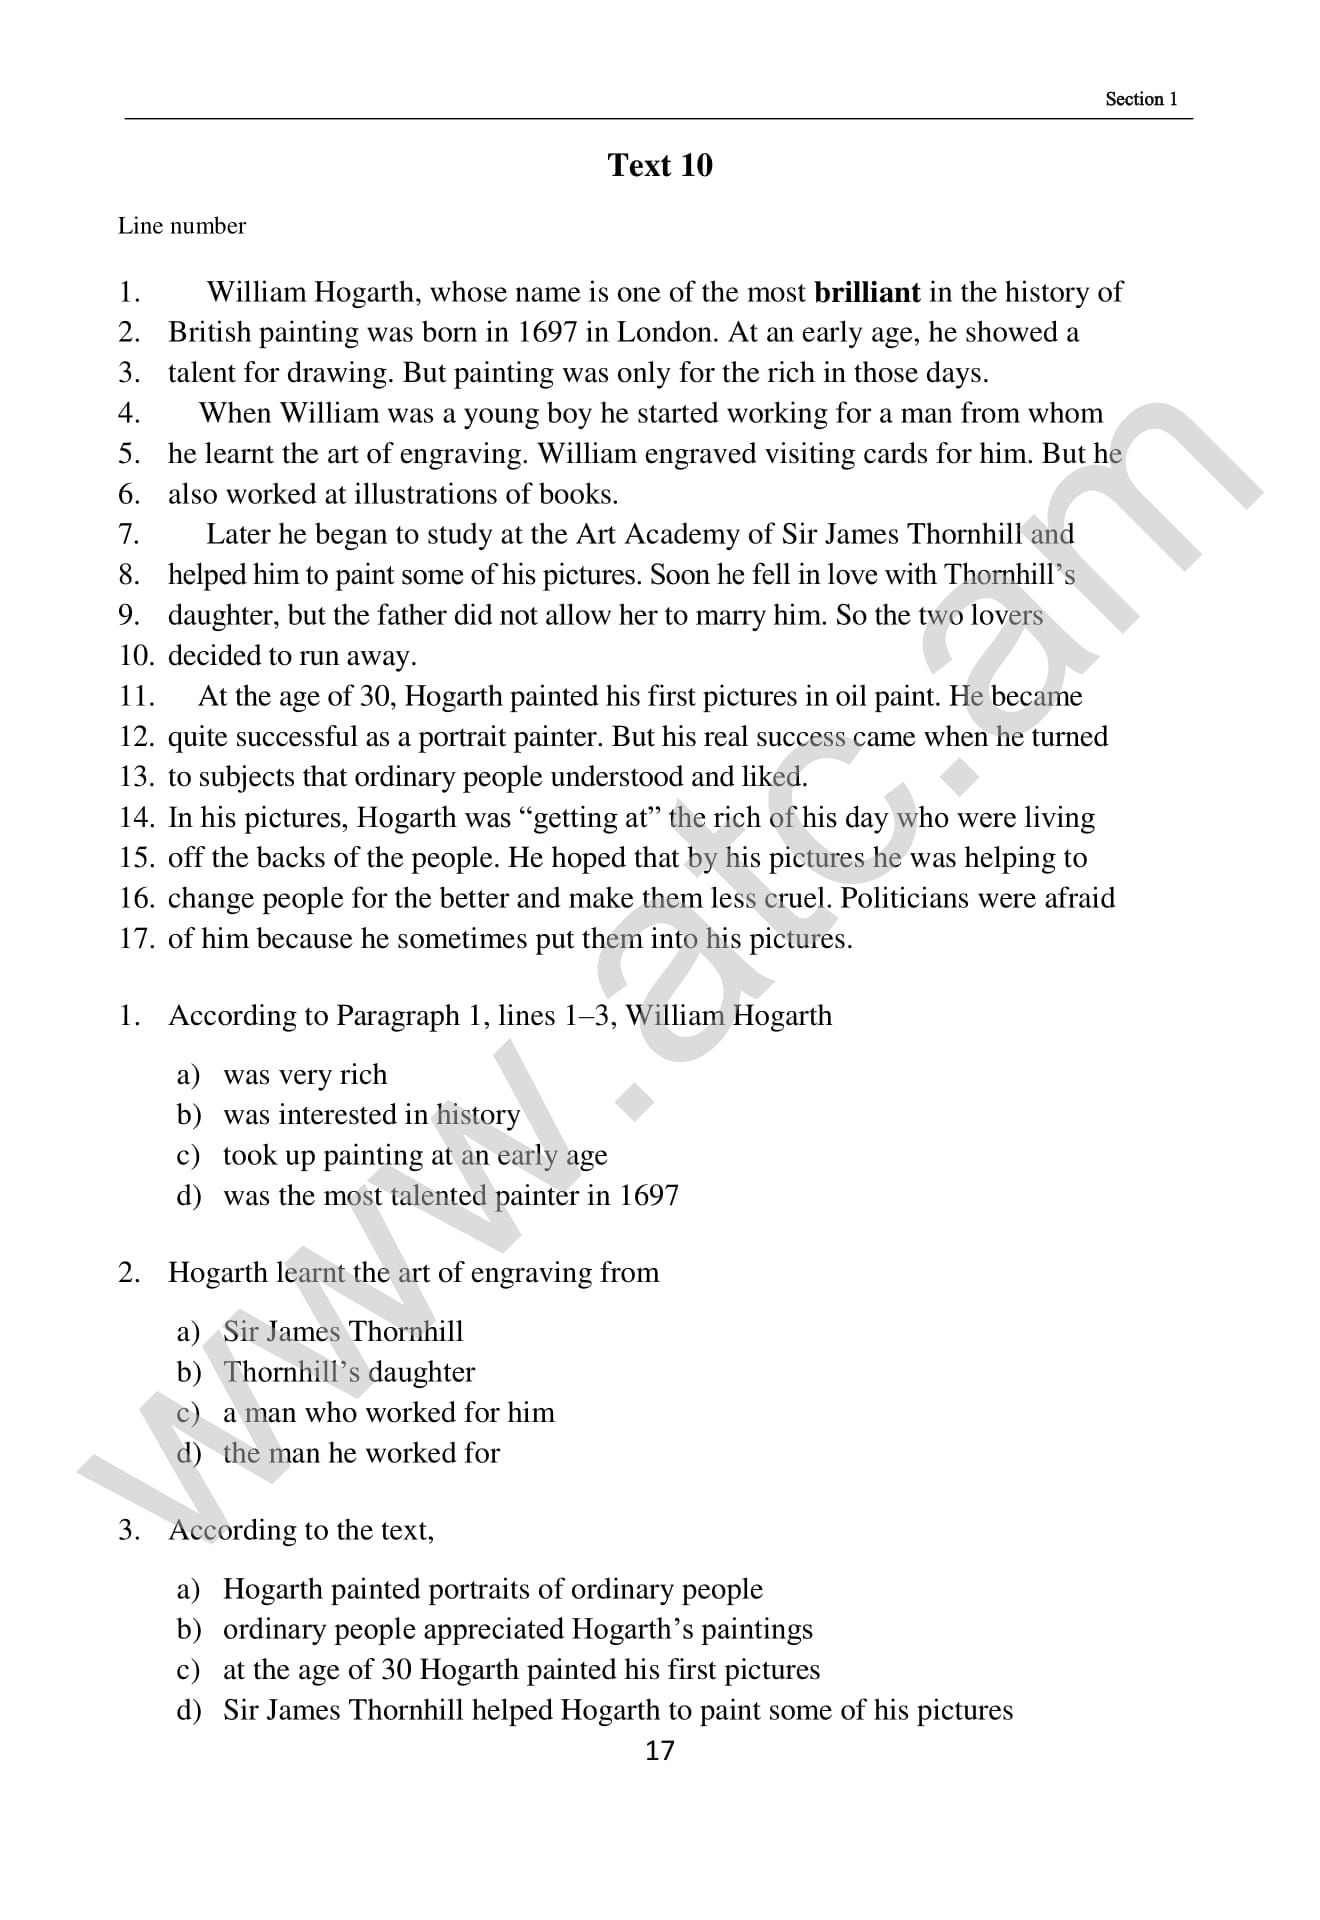 Section 1
Text 10
Line number
1. William Hogarth, whose name is one of the most brilliant in the history of
2. British painting was born in 1697 in London. At an early age, he showed a
3. talent for drawing. But painting was only for the rich in those days.
4. When William was a young boy he started working for a man from whom
5. he learnt the art of engraving. William engraved visiting cards for him. But he
6. also worked at illustrations of books.
7. Later he began to study at the Art Academy of Sir James Thornhill and
8. helped him to paint some of his pictures. Soon he fell in love with Thornhill’s
9. daughter, but the father did not allow her to marry him. So the two lovers
10. decided to run away.
11. At the age of 30, Hogarth painted his first pictures in oil paint. He became
12. quite successful as a portrait painter. But his real success came when he turned
13. to subjects that ordinary people understood and liked.
14. In his pictures, Hogarth was “getting at” the rich of his day who were living
15. off the backs of the people. He hoped that by his pictures he was helping to
16. change people for the better and make them less cruel. Politicians were afraid
17. of him because he sometimes put them into his pictures.
1. According to Paragraph 1, lines 1–3, William Hogarth
a) was very rich
b) was interested in history
c) took up painting at an early age
d) was the most talented painter in 1697
2. Hogarth learnt the art of engraving from
a) Sir James Thornhill
b) Thornhill’s daughter
c) a man who worked for him
d) the man he worked for
3. According to the text,
a) Hogarth painted portraits of ordinary people
b) ordinary people appreciated Hogarth’s paintings
c) at the age of 30 Hogarth painted his first pictures
d) Sir James Thornhill helped Hogarth to paint some of his pictures
17
www.atc.am